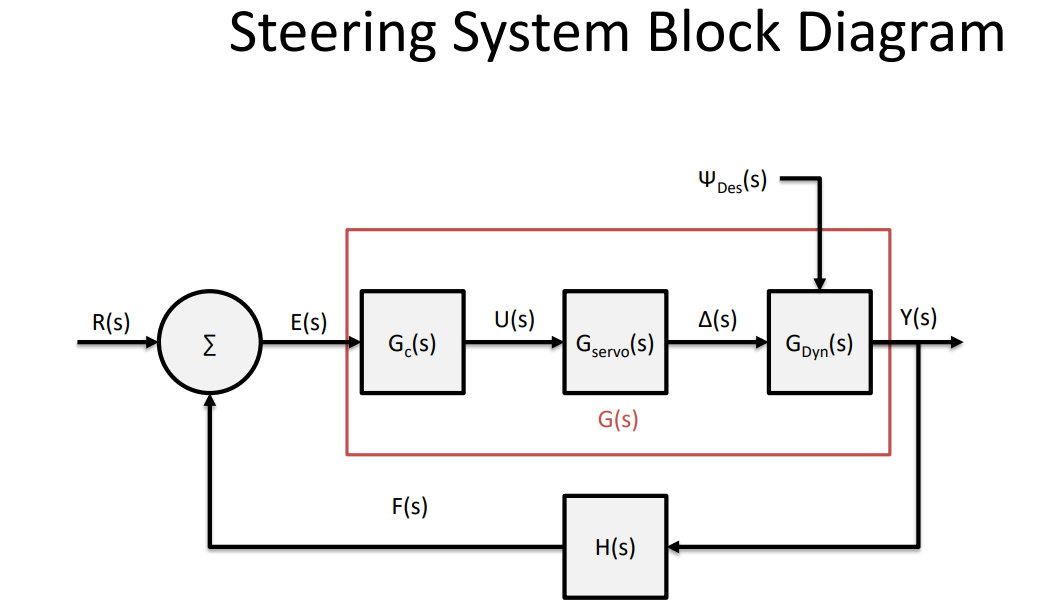 Steering System Block Diagram
Ψ_Des(s)
R(s)
∑
E(s)
G_c(s)
U(s)
G_servo(s)
Δ(s)
G_Dyn(s)
Y(s)
G(s)
F(s)
H(s)